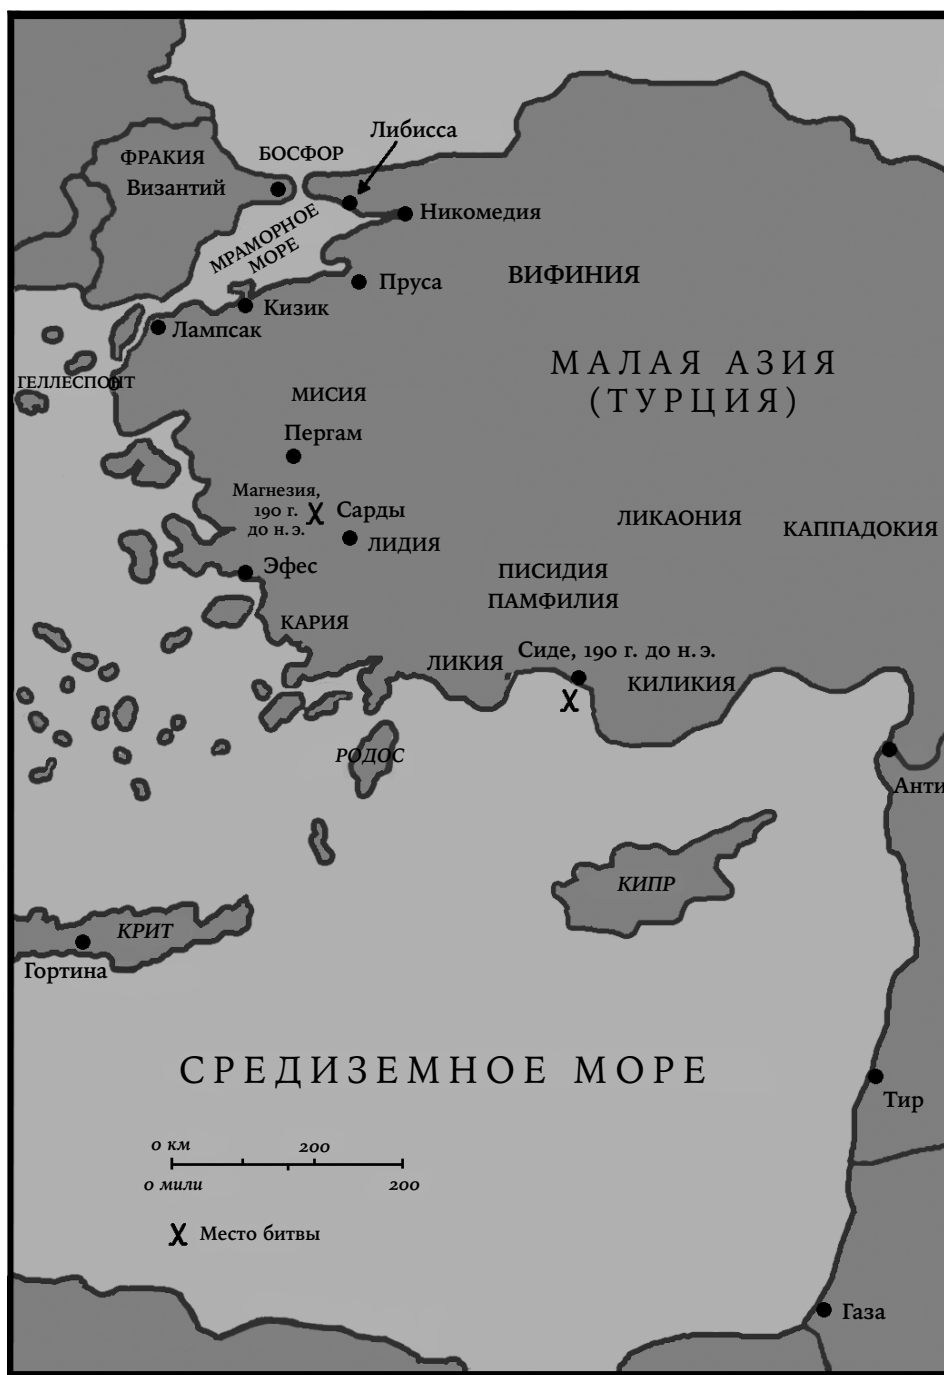 Либисса
ФРАКИЯ
БОСФОР
Византий
Никомедия
МРАМОРНОЕ
МОРЕ
ВИФИНИЯ
Пруса
Кизик
Лампсак
МАЛАЯ АЗИЯ
(ТУРЦИЯ)
ГЕЛЛЕСПОНТ
МИСИЯ
Пергам
Магнезия,
190 г.
до н.э.
Сарды
ЛИДИЯ
ЛИКАОНИЯ
КАППАДОКИЯ
Эфес
ПИСИДИЯ
ПАМФИЛИЯ
КАРИЯ
Сиде, 190 г. до н.э.
ЛИКИЯ
КИЛИКИЯ
РОДОС
Анти
КИПР
КРИТ
Гортина
СРЕДИЗЕМНОЕ МОРЕ
Тир
0 км 200
0 мили 200
Место битвы
Газа